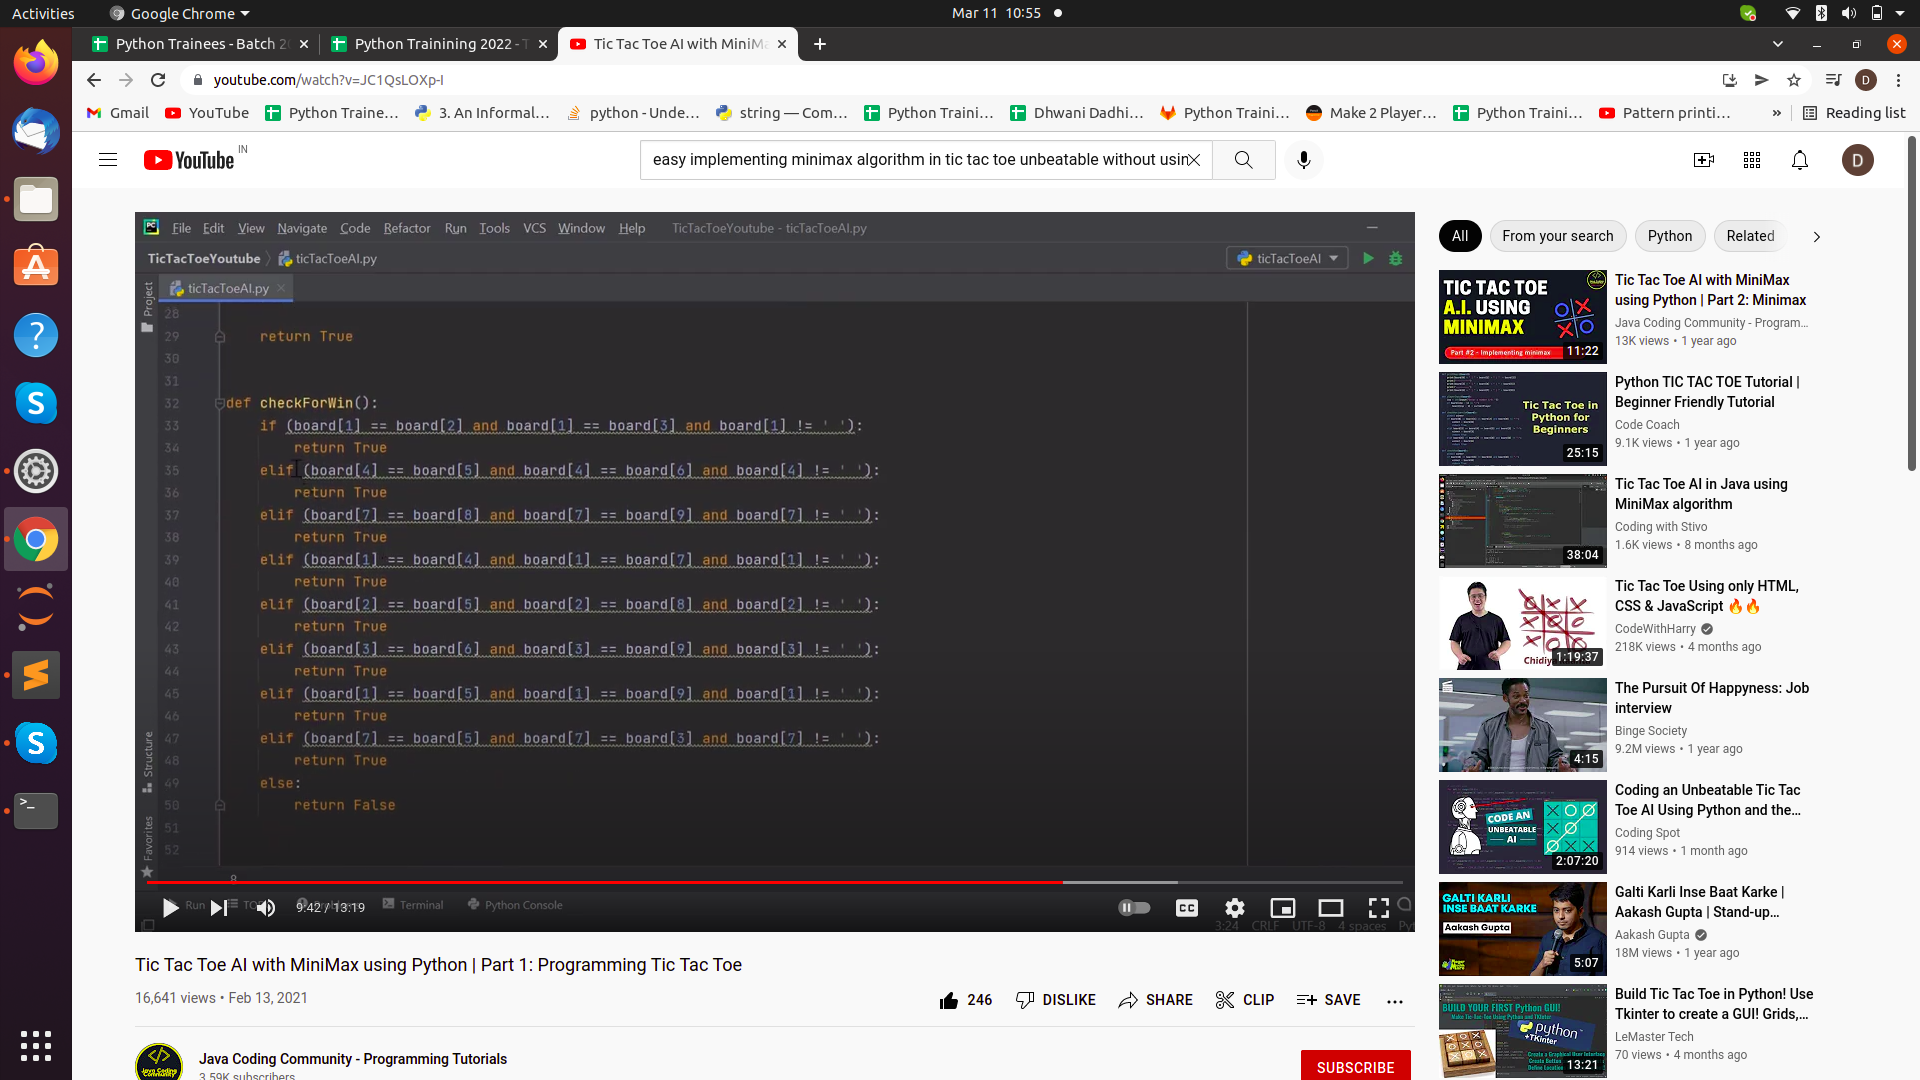 Activities
Google Chrome
Mar 11 10:55
Python Trainees - Batch 2
Python Trainining 2022 - T
Tic Tac Toe AI with MiniMa
youtube.com/watch?v=JC1QsLOXp-I
D
Gmail
YouTube
Python Traine...
3. An Informal...
python - Unde...
string — Com...
Python Traini...
Dhwani Dadhi...
Python Traini...
Make 2 Player...
Python Traini...
Pattern printi...
»
Reading list
YouTube IN
easy implementing minimax algorithm in tic tac toe unbeatable without usin
D
File Edit View Navigate Code Refactor Run Tools VCS Window Help TicTacToeYoutube - ticTacToeAI.py
TicTacToeYoutube ticTacToeAI.py
ticTacToeAI
Project
ticTacToeAI.py
28
29 return True
30
31
32 def checkForWin():
33 if (board[1] == board[2] and board[1] == board[3] and board[1] != ' '):
34 return True
35 elif (board[4] == board[5] and board[4] == board[6] and board[4] != ' '):
36 return True
37 elif (board[7] == board[8] and board[7] == board[9] and board[7] != ' '):
38 return True
39 elif (board[1] == board[4] and board[1] == board[7] and board[1] != ' '):
40 return True
41 elif (board[2] == board[5] and board[2] == board[8] and board[2] != ' '):
42 return True
43 elif (board[3] == board[6] and board[3] == board[9] and board[3] != ' '):
44 return True
45 elif (board[1] == board[5] and board[1] == board[9] and board[1] != ' '):
46 return True
47 elif (board[7] == board[5] and board[7] == board[3] and board[7] != ' '):
48 return True
49 else:
50 return False
51
52
Structure
Favorites
8
Run
Terminal
Python Console
9:42 / 13:19
CC
3:24 CRLF UTF-8 4 spaces
Tic Tac Toe AI with MiniMax using Python | Part 1: Programming Tic Tac Toe
16,641 views • Feb 13, 2021
246
DISLIKE
SHARE
CLIP
SAVE
Java Coding Community - Programming Tutorials
3.59K subscribers
SUBSCRIBE
All
From your search
Python
Related
TIC TAC TOE
A.I. USING
MINIMAX
Part #2 - Implementing minimax
11:22
Tic Tac Toe AI with MiniMax
using Python | Part 2: Minimax
Java Coding Community - Program...
13K views • 1 year ago
Tic Tac Toe in
Python for
Beginners
25:15
Python TIC TAC TOE Tutorial |
Beginner Friendly Tutorial
Code Coach
9.1K views • 1 year ago
38:04
Tic Tac Toe AI in Java using
MiniMax algorithm
Coding with Stivo
1.6K views • 8 months ago
1:19:37
Tic Tac Toe Using only HTML,
CSS & JavaScript 🔥🔥
CodeWithHarry
218K views • 4 months ago
4:15
The Pursuit Of Happyness: Job
interview
Binge Society
9.2M views • 1 year ago
CODE AN
UNBEATABLE
AI
2:07:20
Coding an Unbeatable Tic Tac
Toe AI Using Python and the...
Coding Spot
914 views • 1 month ago
GALTI KARLI
INSE BAAT KARKE
Aakash Gupta
5:07
Galti Karli Inse Baat Karke |
Aakash Gupta | Stand-up...
Aakash Gupta
18M views • 1 year ago
BUILD YOUR FIRST Python GUI!
python
+TKinter
13:21
Build Tic Tac Toe in Python! Use
Tkinter to create a GUI! Grids,...
LeMaster Tech
70 views • 4 months ago